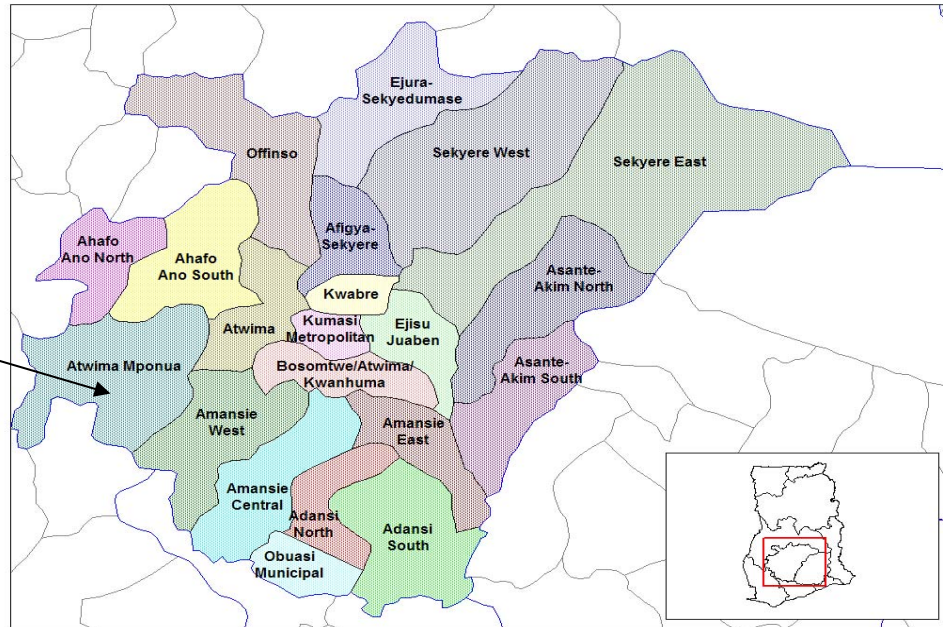 Ejura-
Sekyedumase
Offinso
Sekyere West
Sekyere East
Afigya-
Sekyere
Ahafo
Ano North
Ahafo
Ano South
Asante-
Akim North
Kwabre
Atwima
Kumasi
Metropolitan
Ejisu
Juaben
Atwima Mponua
Bosomtwe/Atwima/
Kwanhuma
Asante-
Akim South
Amansie
West
Amansie
East
Amansie
Central
Adansi
North
Adansi
South
Obuasi
Municipal